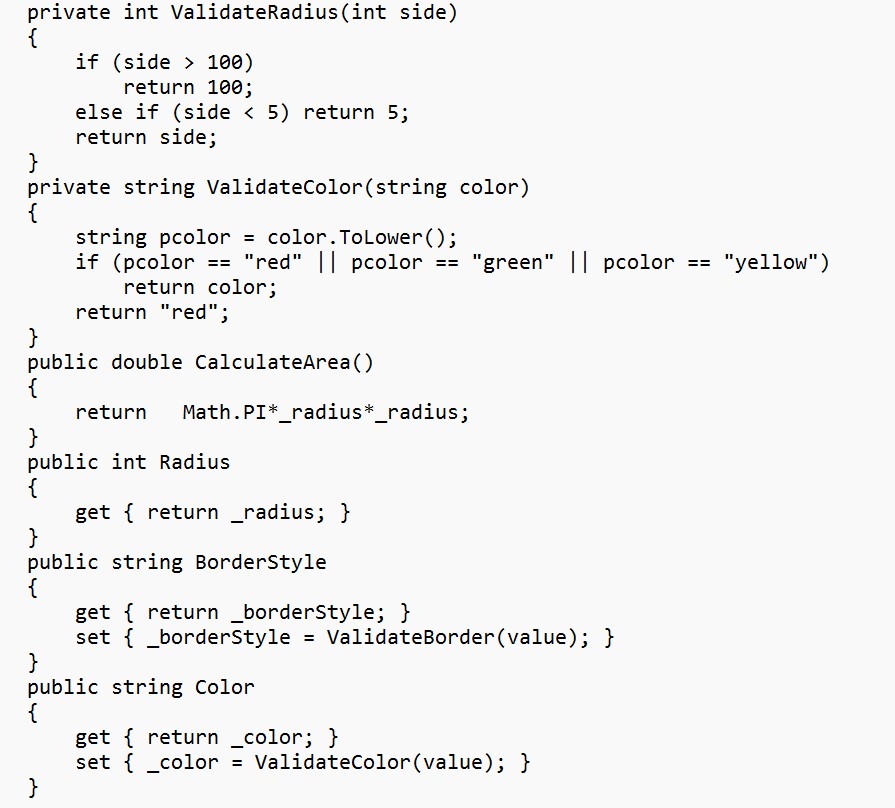 private int ValidateRadius(int side)
{
    if (side > 100)
        return 100;
    else if (side < 5) return 5;
    return side;
}
private string ValidateColor(string color)
{
    string pcolor = color.ToLower();
    if (pcolor == "red" || pcolor == "green" || pcolor == "yellow")
        return color;
    return "red";
}
public double CalculateArea()
{
    return   Math.PI*_radius*_radius;
}
public int Radius
{
    get { return _radius; }
}
public string BorderStyle
{
    get { return _borderStyle; }
    set { _borderStyle = ValidateBorder(value); }
}
public string Color
{
    get { return _color; }
    set { _color = ValidateColor(value); }
}